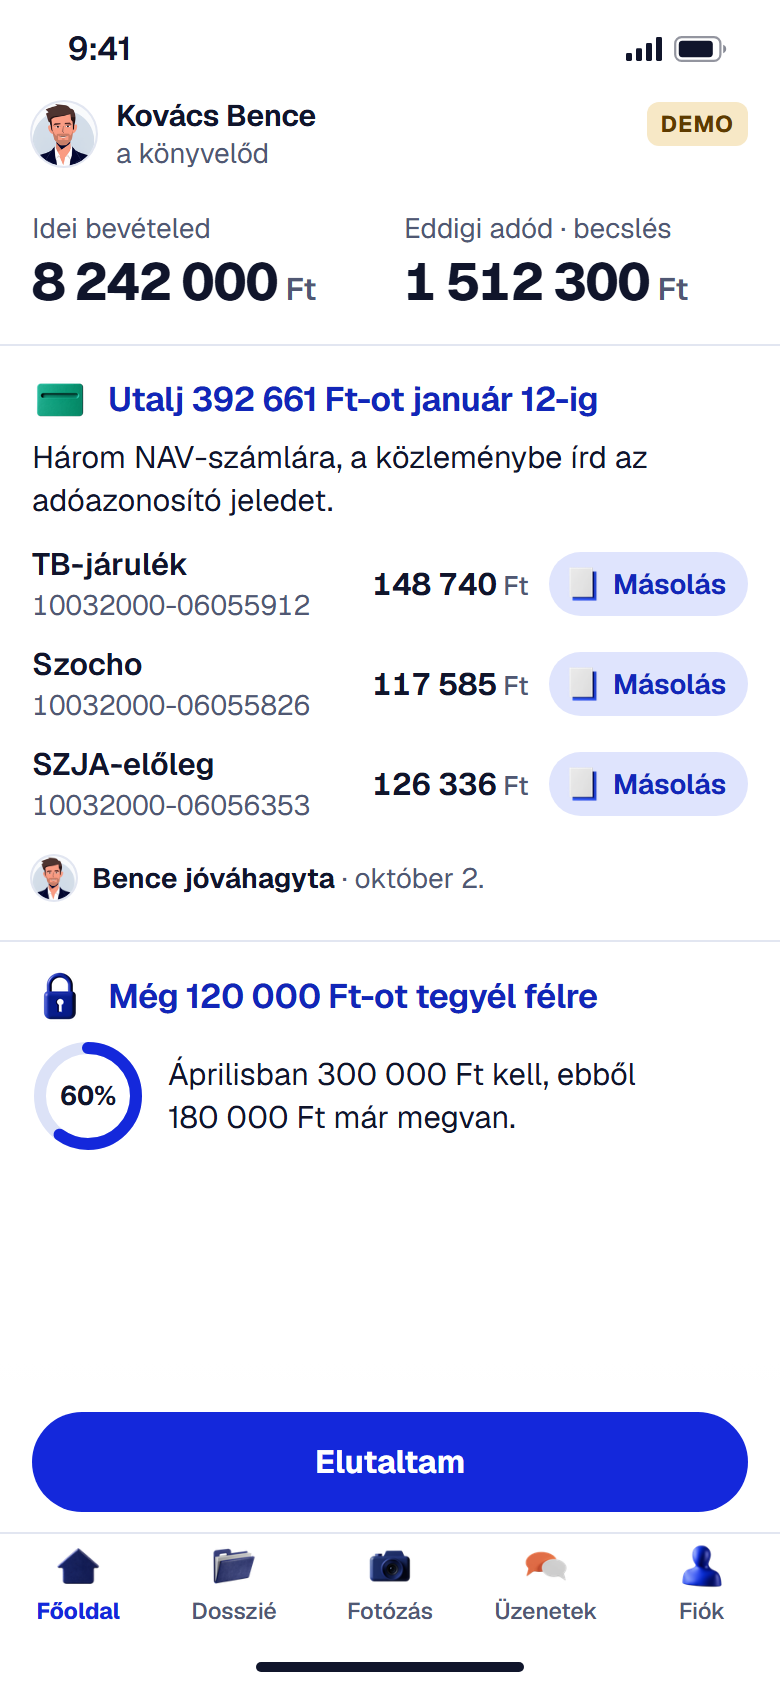 9:41
Kovács Bence
a könyvelőd
DEMO
Idei bevételed
8 242 000 Ft
Eddigi adód · becslés
1 512 300 Ft
Utalj 392 661 Ft-ot január 12-ig
Három NAV-számlára, a közleménybe írd az
adóazonosító jeledet.
TB-járulék
10032000-06055912
148 740 Ft
Másolás
Szocho
10032000-06055826
117 585 Ft
Másolás
SZJA-előleg
10032000-06056353
126 336 Ft
Másolás
Bence jóváhagyta · október 2.
Még 120 000 Ft-ot tegyél félre
60%
Áprilisban 300 000 Ft kell, ebből
180 000 Ft már megvan.
Elutaltam
Főoldal
Dosszié
Fotózás
Üzenetek
Fiók